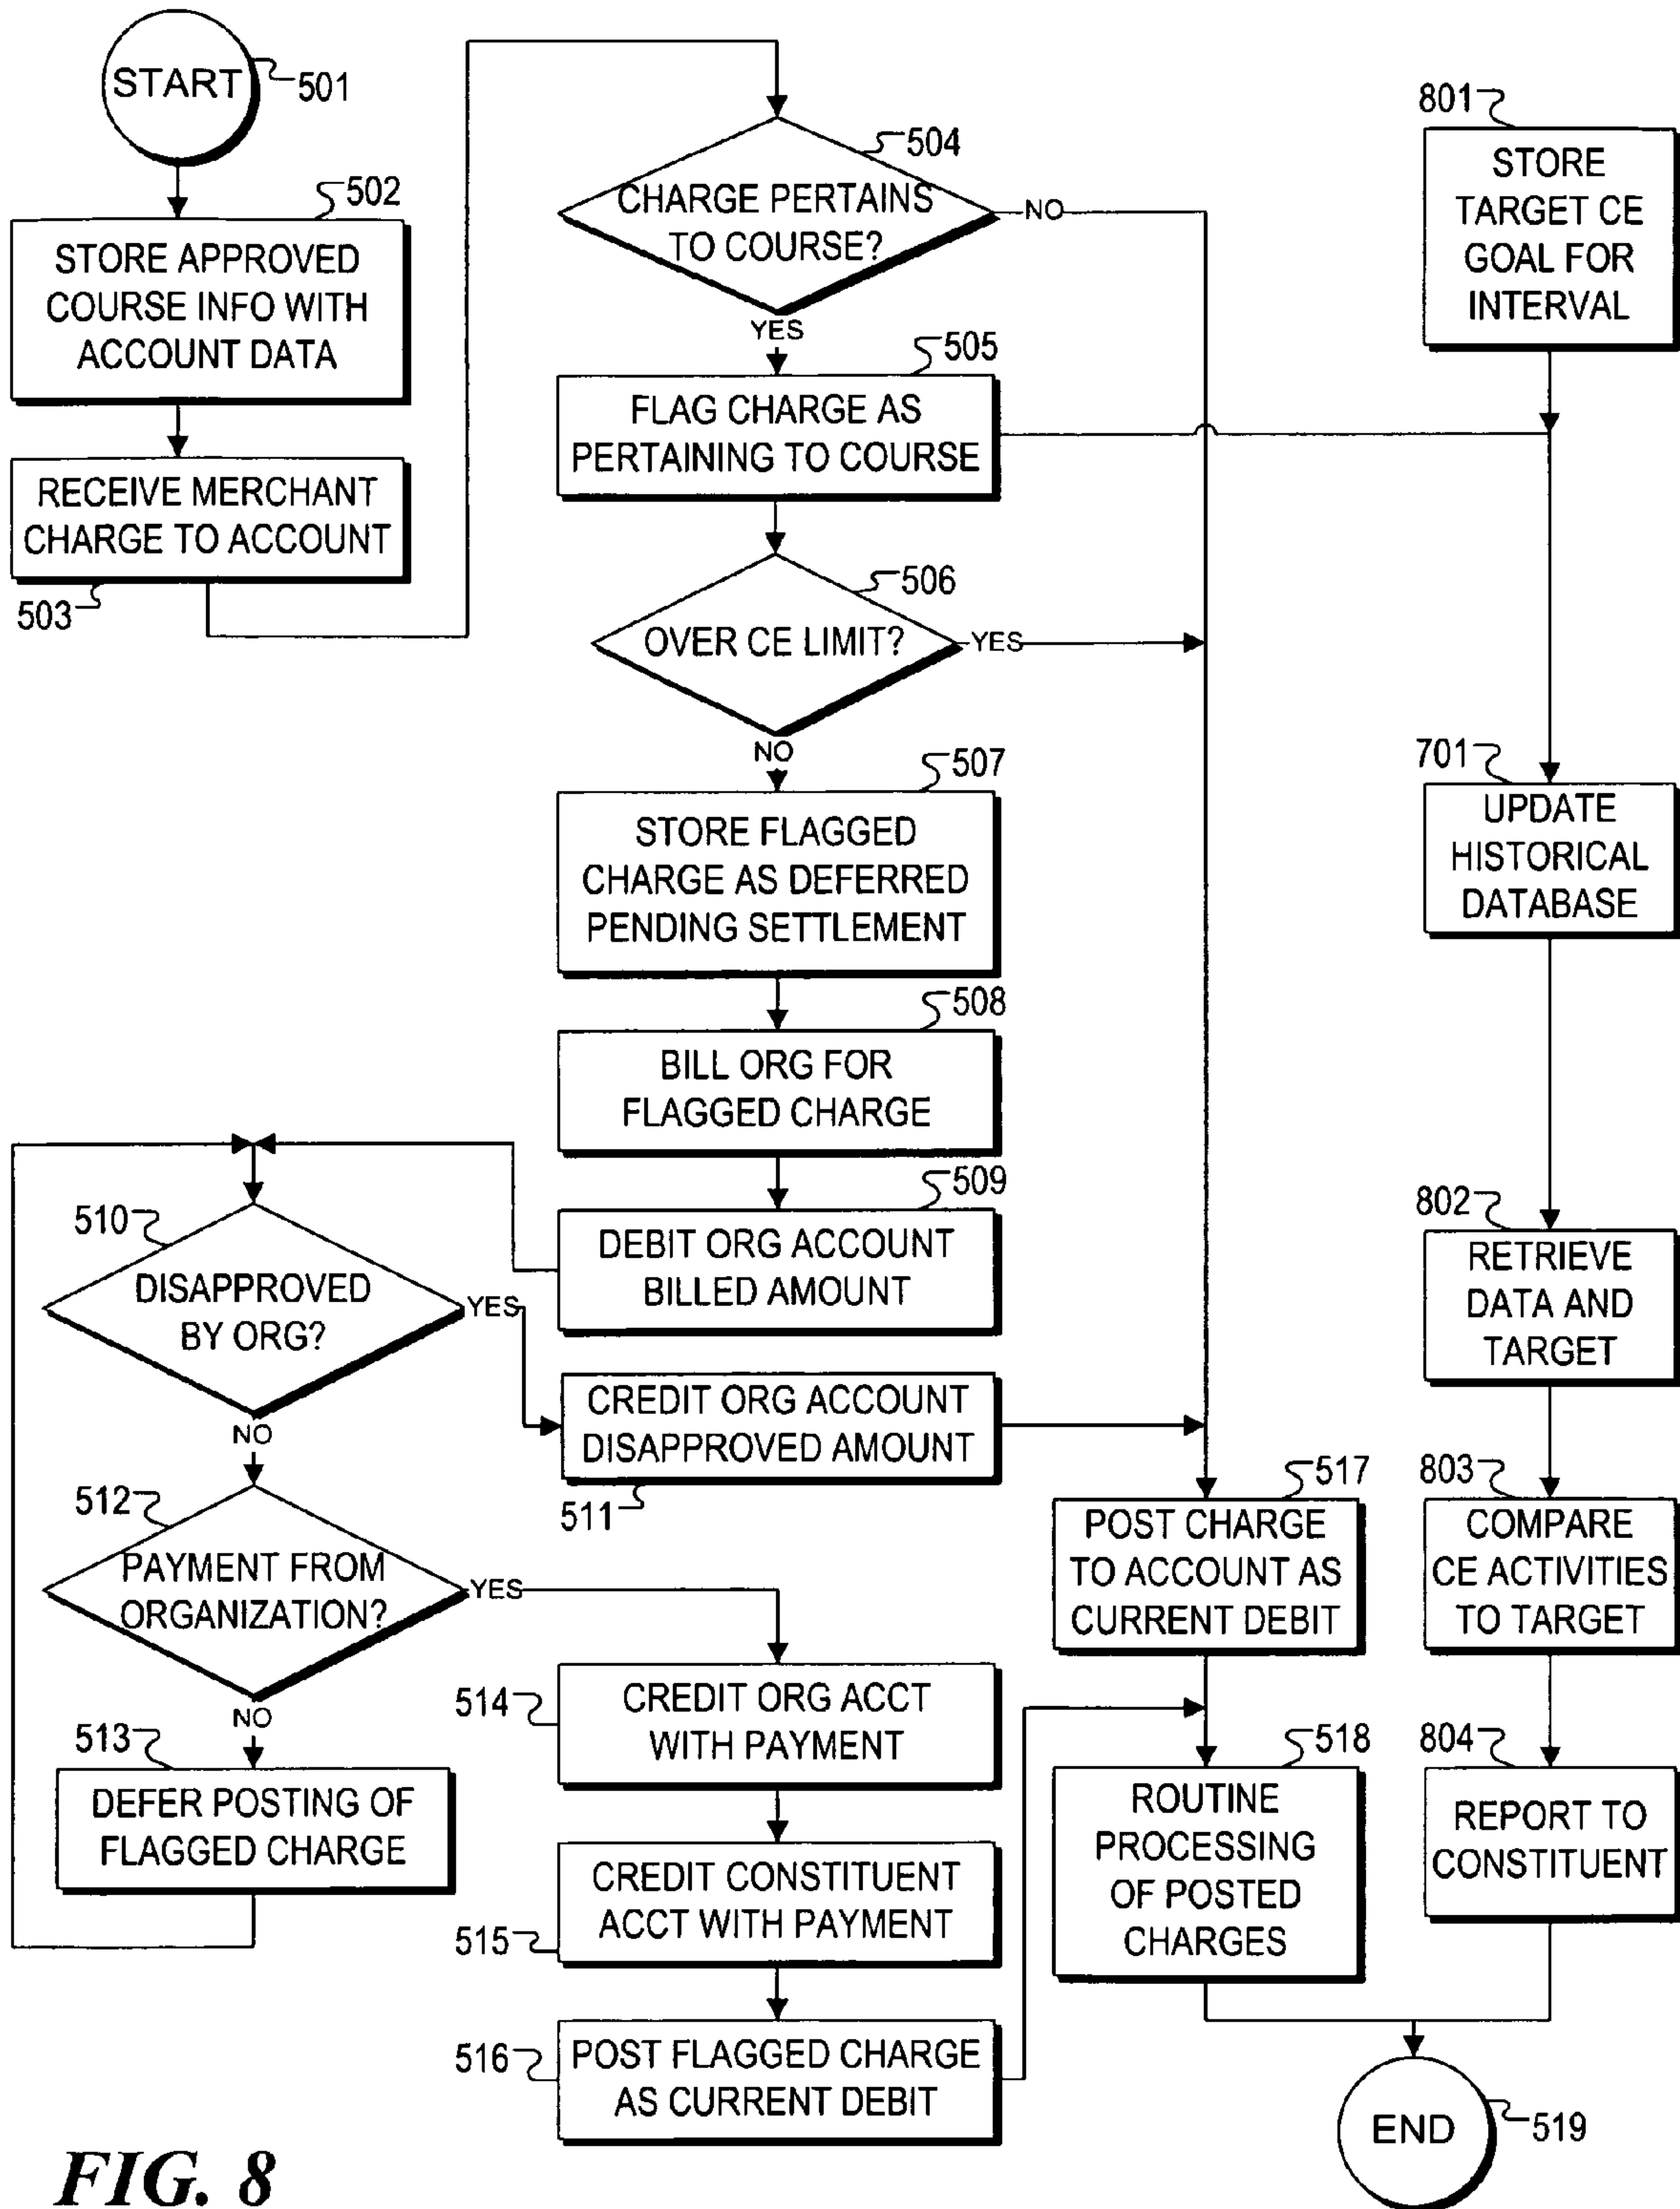 START
501
502
STORE APPROVED
COURSE INFO WITH
ACCOUNT DATA
RECEIVE MERCHANT
CHARGE TO ACCOUNT
503
504
CHARGE PERTAINS
TO COURSE?
NO
YES
505
FLAG CHARGE AS
PERTAINING TO COURSE
506
OVER CE LIMIT?
YES
NO
507
STORE FLAGGED
CHARGE AS DEFERRED
PENDING SETTLEMENT
508
BILL ORG FOR
FLAGGED CHARGE
509
DEBIT ORG ACCOUNT
BILLED AMOUNT
510
DISAPPROVED
BY ORG?
YES
NO
CREDIT ORG ACCOUNT
DISAPPROVED AMOUNT
511
512
PAYMENT FROM
ORGANIZATION?
YES
NO
513
DEFER POSTING OF
FLAGGED CHARGE
514
CREDIT ORG ACCT
WITH PAYMENT
515
CREDIT CONSTITUENT
ACCT WITH PAYMENT
516
POST FLAGGED CHARGE
AS CURRENT DEBIT
517
POST CHARGE
TO ACCOUNT AS
CURRENT DEBIT
518
ROUTINE
PROCESSING
OF POSTED
CHARGES
801
STORE
TARGET CE
GOAL FOR
INTERVAL
701
UPDATE
HISTORICAL
DATABASE
802
RETRIEVE
DATA AND
TARGET
803
COMPARE
CE ACTIVITIES
TO TARGET
804
REPORT TO
CONSTITUENT
END
519
FIG. 8